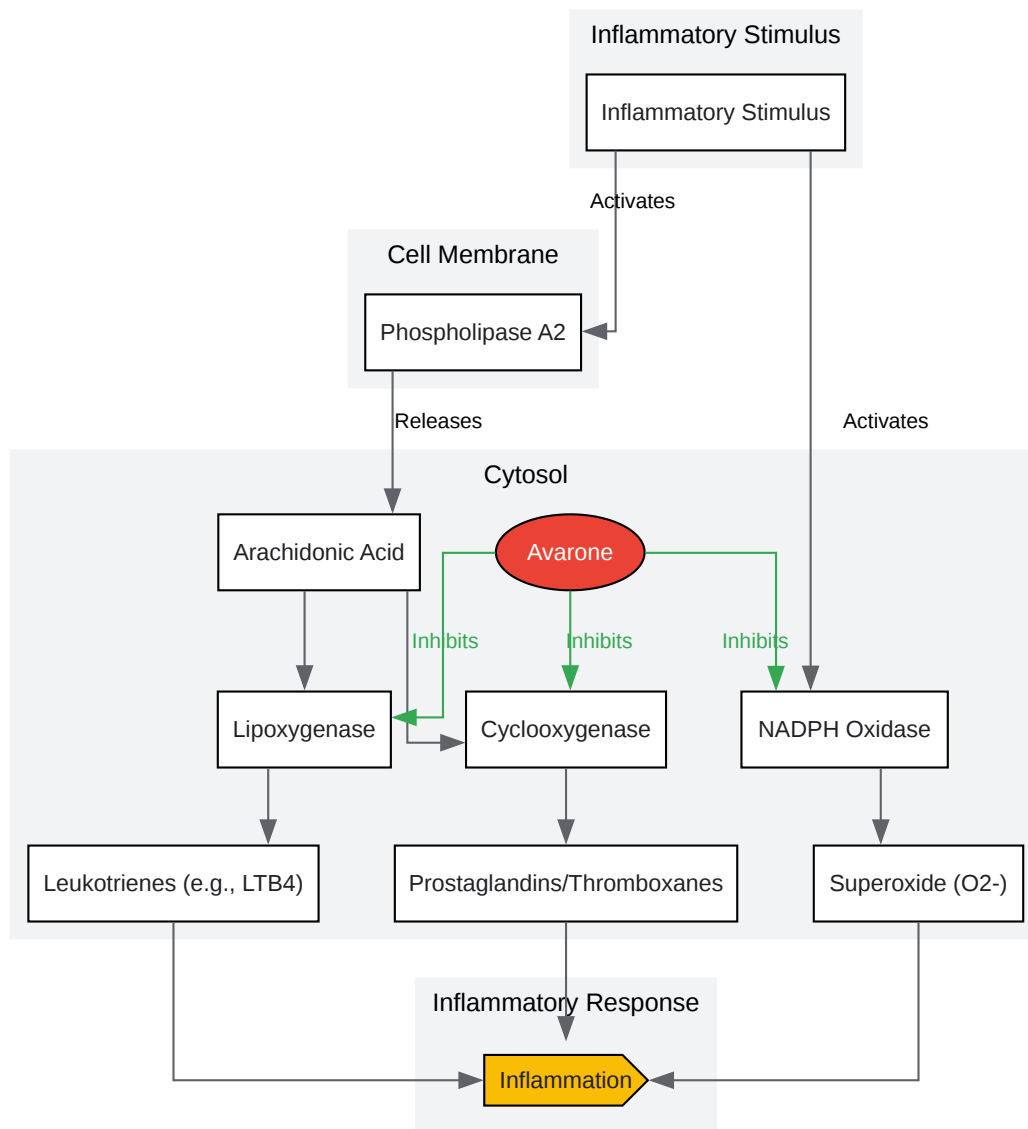 Inflammatory Stimulus
Inflammatory Stimulus
Activates
Cell Membrane
Phospholipase A2
Releases
Activates
Cytosol
Arachidonic Acid
Avarone
Inhibits
Inhibits
Inhibits
Lipoxygenase
Cyclooxygenase
NADPH Oxidase
Leukotrienes (e.g., LTB4)
Prostaglandins/Thromboxanes
Superoxide (O2-)
Inflammatory Response
Inflammation